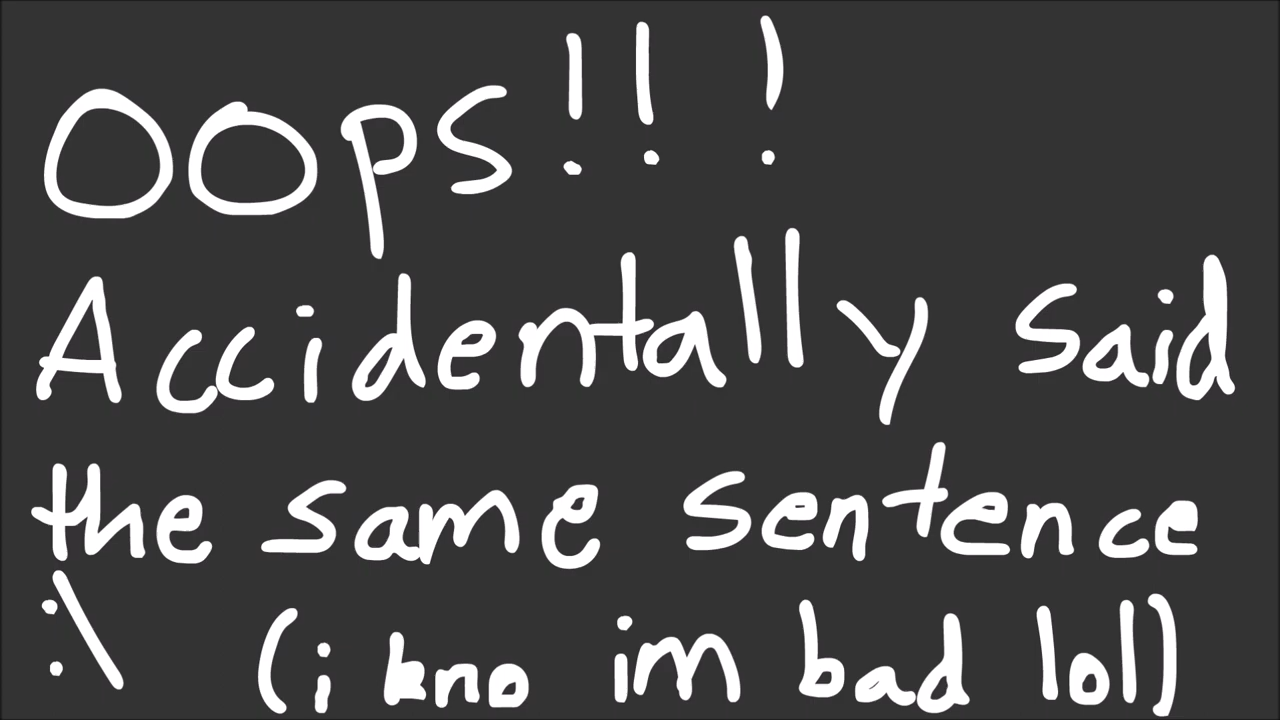 Oops!! !
Accidentally said
the same sentence
:\ (i kno im bad lol)